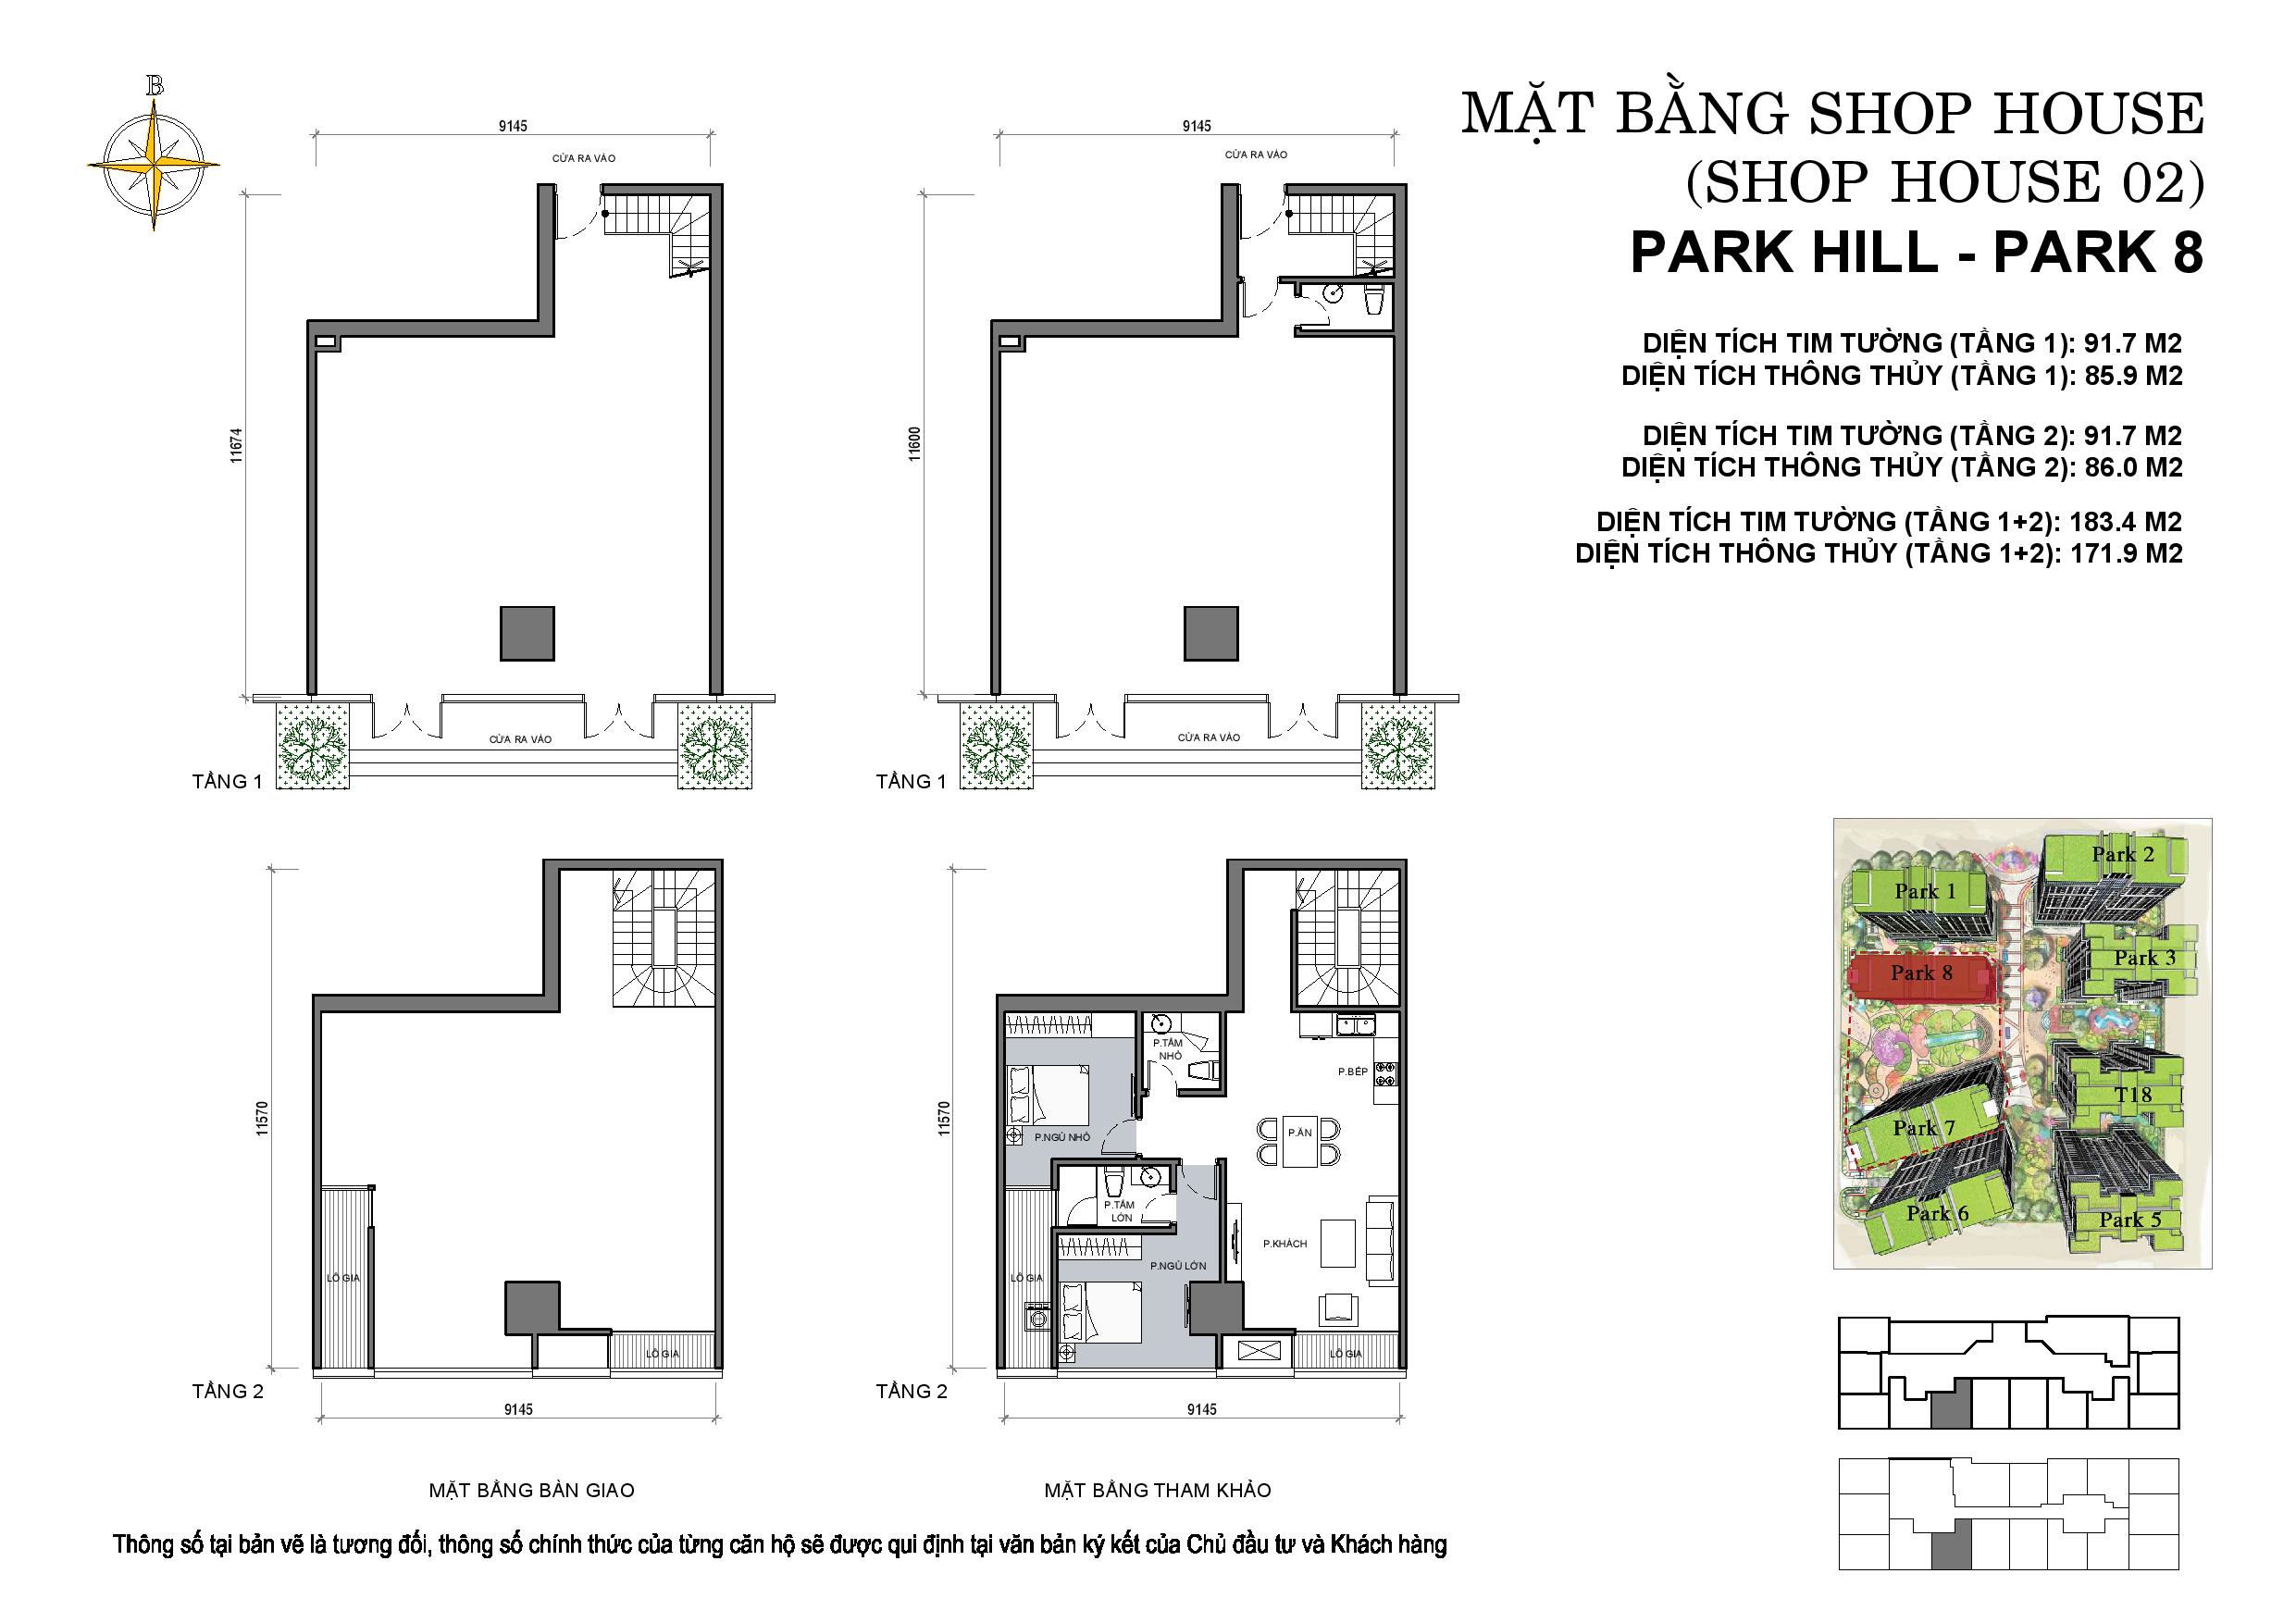 B
MẶT BẰNG SHOP HOUSE
(SHOP HOUSE 02)
PARK HILL - PARK 8
DIỆN TÍCH TIM TƯỜNG (TẦNG 1): 91.7 M2
DIỆN TÍCH THÔNG THỦY (TẦNG 1): 85.9 M2
DIỆN TÍCH TIM TƯỜNG (TẦNG 2): 91.7 M2
DIỆN TÍCH THÔNG THỦY (TẦNG 2): 86.0 M2
DIỆN TÍCH TIM TƯỜNG (TẦNG 1+2): 183.4 M2
DIỆN TÍCH THÔNG THỦY (TẦNG 1+2): 171.9 M2
9145
CỬA RA VÀO
11674
CỬA RA VÀO
TẦNG 1
9145
CỬA RA VÀO
11600
CỬA RA VÀO
TẦNG 1
11570
LÔ GIA
LÔ GIA
TẦNG 2
9145
11570
P.TẮM
NHỎ
P.BẾP
P.NGỦ NHỎ
P.ĂN
P.TẮM
LỚN
P.KHÁCH
P.NGỦ LỚN
LÔ GIA
LÔ GIA
TẦNG 2
9145
Park 2
Park 1
Park 3
Park 8
T18
Park 7
Park 6
Park 5
MẶT BẰNG BÀN GIAO
MẶT BẰNG THAM KHẢO
Thông số tại bản vẽ là tương đối, thông số chính thức của từng căn hộ sẽ được qui định tại văn bản ký kết của Chủ đầu tư và Khách hàng